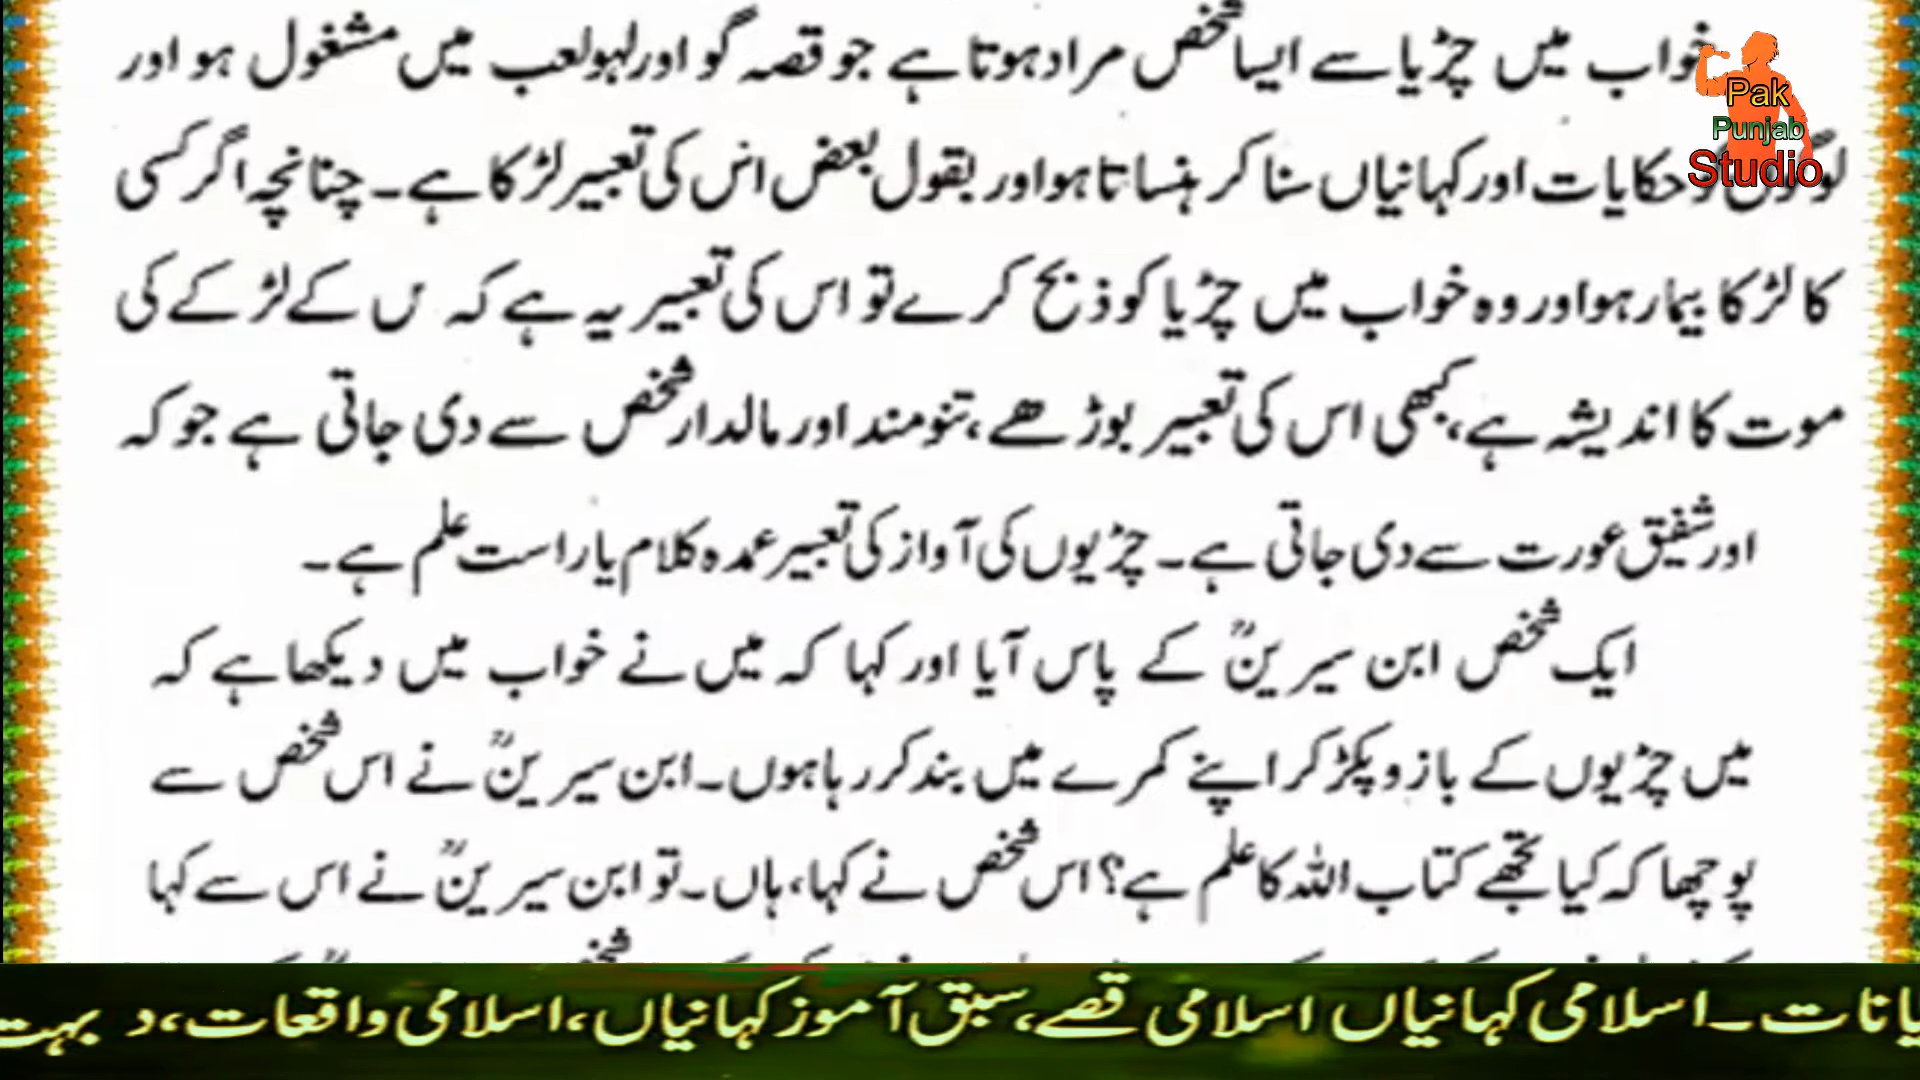 خواب میں چڑیا سے ایسا شخص مراد ہوتا ہے جو قصہ گو اور لہو لعب میں مشغول ہو اور
لوگوں کو حکایات اور کہانیاں سنا کر ہنساتا ہو اور بقول بعض اس کی تعبیر لڑکا ہے۔ چنانچہ اگر کسی
کا لڑکا بیمار ہو اور وہ خواب میں چڑیا کو ذبح کرے تو اس کی تعبیر یہ ہے کہ س کے لڑکے کی
موت کا اندیشہ ہے، کبھی اس کی تعبیر بوڑھے، تنومند اور مالدار شخص سے دی جاتی ہے جو کہ
اور شفیق عورت سے دی جاتی ہے۔ چڑیوں کی آواز کی تعبیر عمدہ کلام یا راست علم ہے۔
ایک شخص ابن سیرینؒ کے پاس آیا اور کہا کہ میں نے خواب میں دیکھا ہے کہ
میں چڑیوں کے بازو پکڑ کر اپنے کمرے میں بند کر رہا ہوں۔ ابن سیرینؒ نے اس شخص سے
پوچھا کہ کیا تجھے کتاب اللہ کا علم ہے؟ اس شخص نے کہا، ہاں۔ تو ابن سیرینؒ نے اس سے کہا
Pak
Punjab
Studio
یانات۔ اسلامی کہانیاں اسلامی قصے، سبق آموز کہانیاں، اسلامی واقعات، د بہت